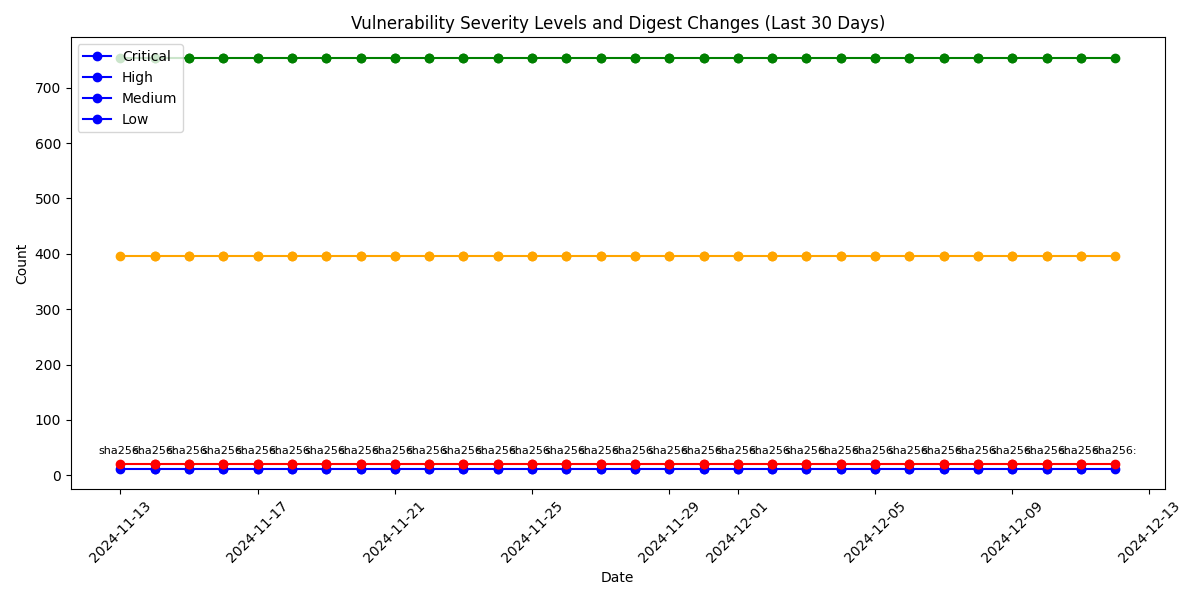 Vulnerability Severity Levels and Digest Changes (Last 30 Days)
Critical
High
Medium
Low
Count
700
600
500
400
300
200
100
0
sha256: sha256: sha256: sha256: sha256: sha256: sha256: sha256: sha256: sha256: sha256: sha256: sha256: sha256: sha256: sha256: sha256: sha256: sha256: sha256: sha256: sha256: sha256: sha256: sha256: sha256: sha256: sha256: sha256: sha256:
2024-11-13
2024-11-17
2024-11-21
2024-11-25
2024-11-29
2024-12-01
2024-12-05
2024-12-09
2024-12-13
Date